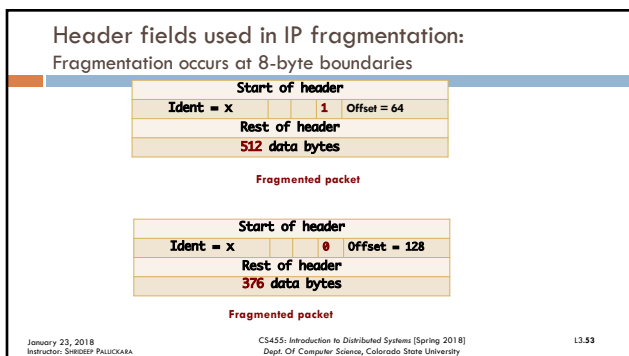 Header fields used in IP fragmentation:
Fragmentation occurs at 8-byte boundaries
Start of header
Ident = x 1 Offset = 64
Rest of header
512 data bytes
Fragmented packet
Start of header
Ident = x 0 Offset = 128
Rest of header
376 data bytes
Fragmented packet
January 23, 2018
Instructor: SHRIDEEP PALLICKARA
CS455: Introduction to Distributed Systems [Spring 2018]
Dept. Of Computer Science, Colorado State University
L3.53